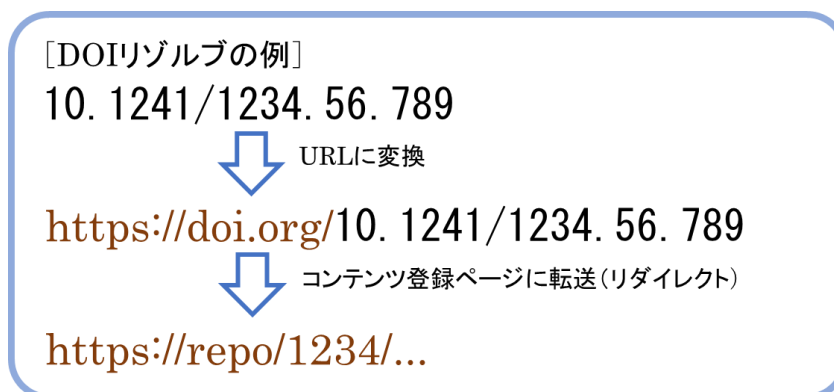 [DOIリゾルブの例]
10.1241/1234.56.789
URLに変換
https://doi.org/10.1241/1234.56.789
コンテンツ登録ページに転送(リダイレクト)
https://repo/1234/...